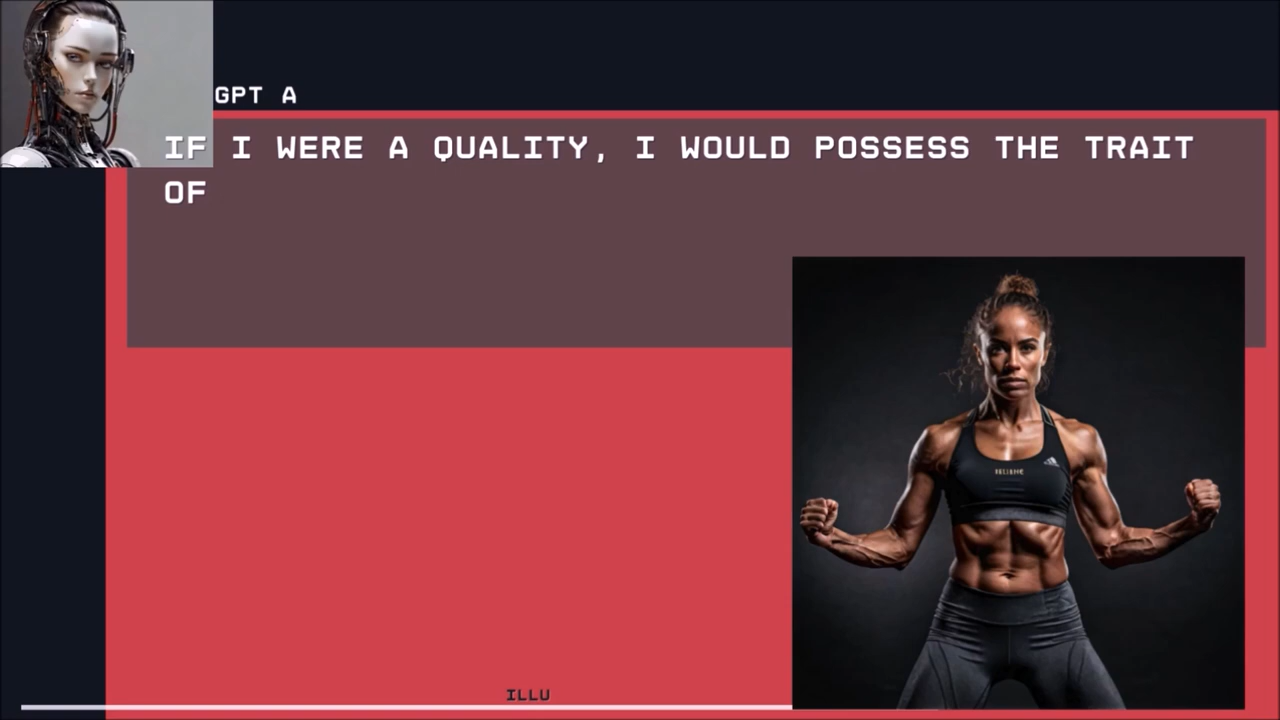 GPT A
IF I WERE A QUALITY, I WOULD POSSESS THE TRAIT
OF
ILLU